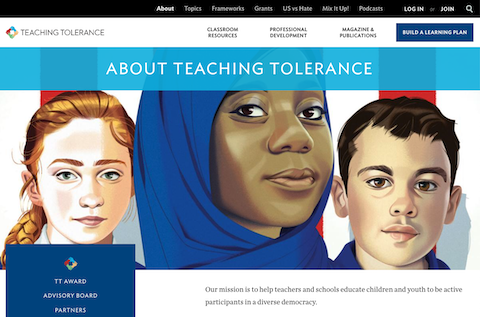 About Topics Frameworks Grants US vs Hate Mix It Up! Podcasts LOG IN or JOIN
TEACHING TOLERANCE
CLASSROOM
RESOURCES
PROFESSIONAL
DEVELOPMENT
MAGAZINE &
PUBLICATIONS
BUILD A LEARNING PLAN
ABOUT TEACHING TOLERANCE
TT AWARD
ADVISORY BOARD
PARTNERS
Our mission is to help teachers and schools educate children and youth to be active
participants in a diverse democracy.